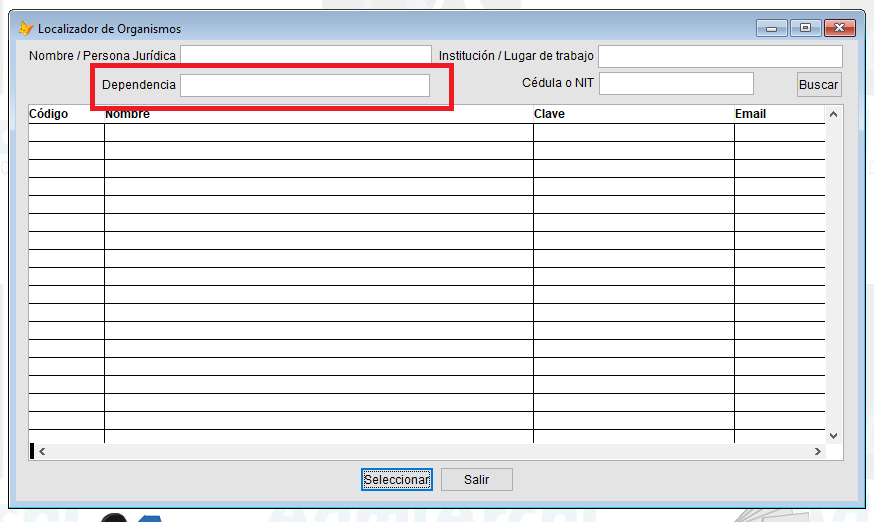 Localizador de Organismos
Nombre / Persona Jurídica Institución / Lugar de trabajo
Dependencia Cédula o NIT Buscar
Código Nombre Clave Email
Seleccionar Salir